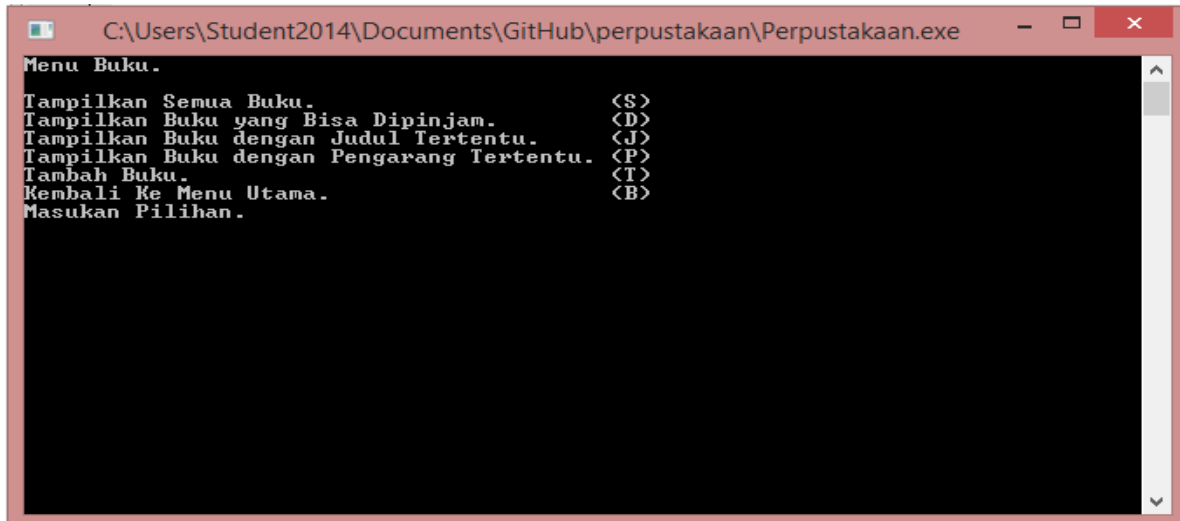 C:\Users\Student2014\Documents\GitHub\perpustakaan\Perpustakaan.exe
Menu Buku.
Tampilkan Semua Buku. (S)
Tampilkan Buku yang Bisa Dipinjam. (D)
Tampilkan Buku dengan Judul Tertentu. (J)
Tampilkan Buku dengan Pengarang Tertentu. (P)
Tambah Buku. (T)
Kembali Ke Menu Utama. (B)
Masukan Pilihan.